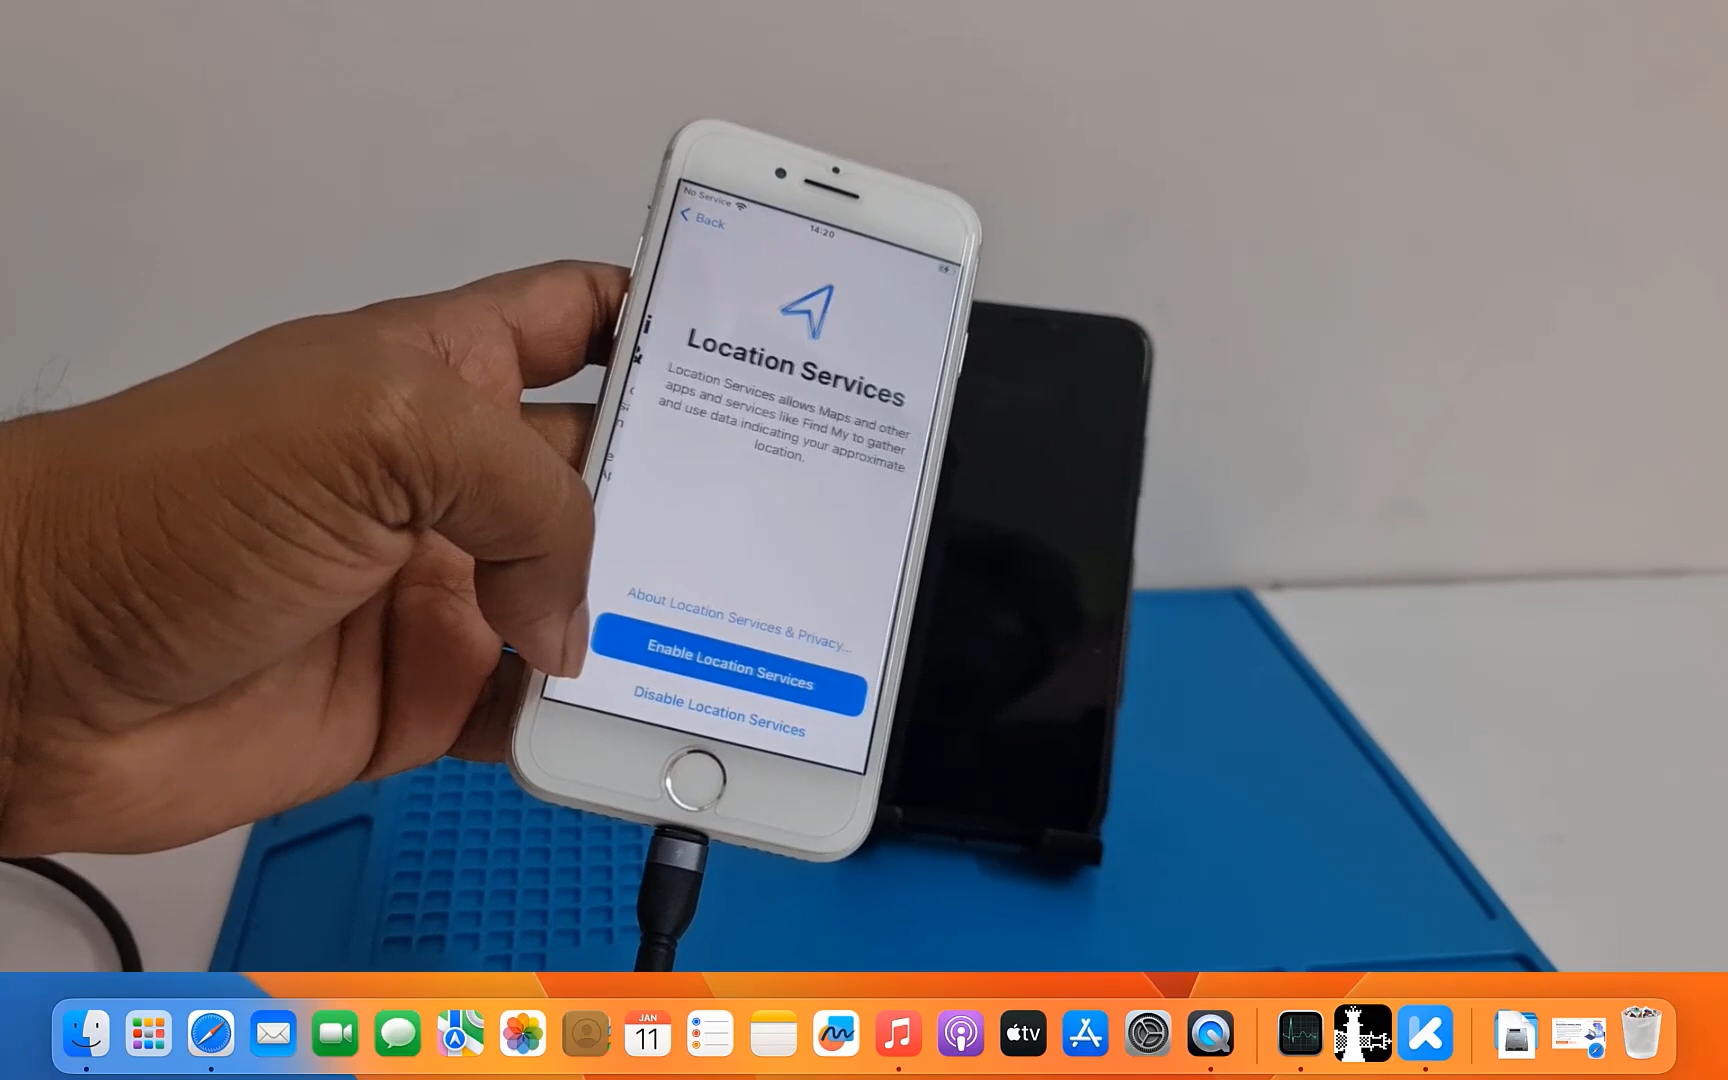 No Service
Back
14:20
Location Services
Location Services allows Maps and other
apps and services like Find My to gather
and use data indicating your approximate
location.
About Location Services & Privacy...
Enable Location Services
Disable Location Services
JAN
11
tv